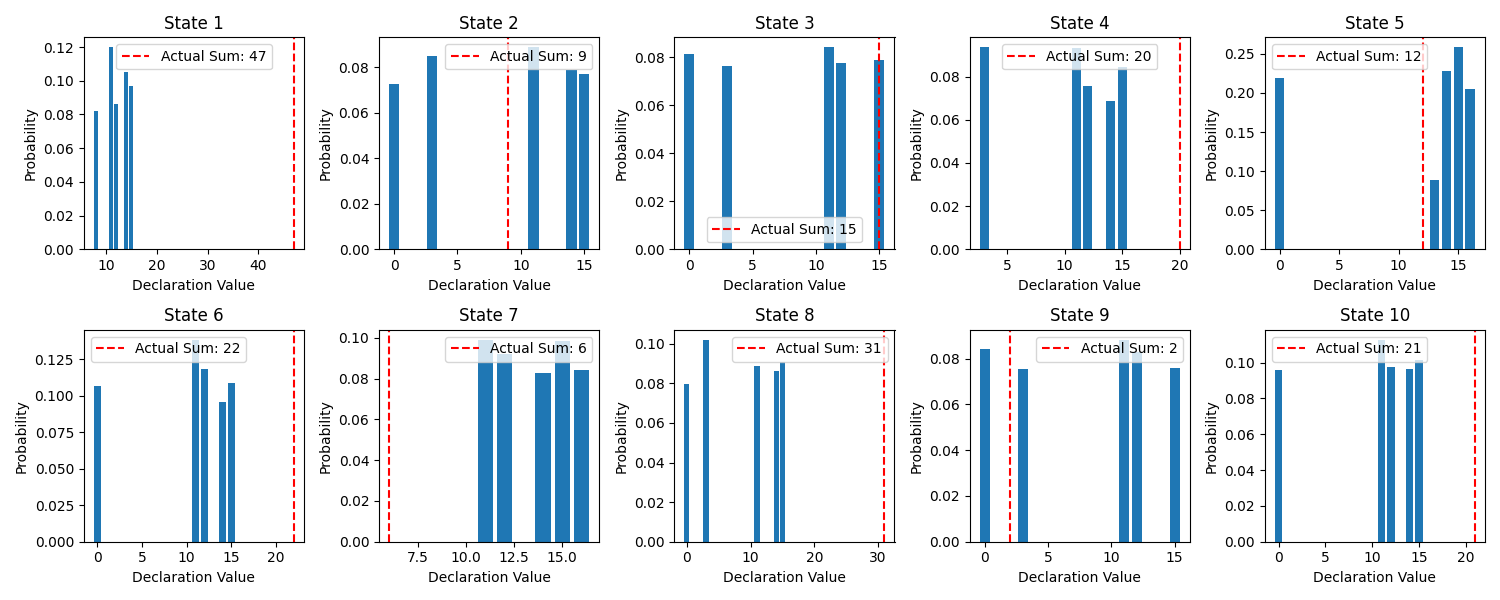 State 1
Actual Sum: 47
Probability
0.12
0.10
0.08
0.06
0.04
0.02
0.00
10 20 30 40
Declaration Value
State 2
Actual Sum: 9
Probability
0.08
0.06
0.04
0.02
0.00
0 5 10 15
Declaration Value
State 3
Actual Sum: 15
Probability
0.08
0.06
0.04
0.02
0.00
0 5 10 15
Declaration Value
State 4
Actual Sum: 20
Probability
0.08
0.06
0.04
0.02
0.00
5 10 15 20
Declaration Value
State 5
Actual Sum: 12
Probability
0.25
0.20
0.15
0.10
0.05
0.00
0 5 10 15
Declaration Value
State 6
Actual Sum: 22
Probability
0.125
0.100
0.075
0.050
0.025
0.000
0 5 10 15 20
Declaration Value
State 7
Actual Sum: 6
Probability
0.10
0.08
0.06
0.04
0.02
0.00
7.5 10.0 12.5 15.0
Declaration Value
State 8
Actual Sum: 31
Probability
0.10
0.08
0.06
0.04
0.02
0.00
0 10 20 30
Declaration Value
State 9
Actual Sum: 2
Probability
0.08
0.06
0.04
0.02
0.00
0 5 10 15
Declaration Value
State 10
Actual Sum: 21
Probability
0.10
0.08
0.06
0.04
0.02
0.00
0 5 10 15 20
Declaration Value